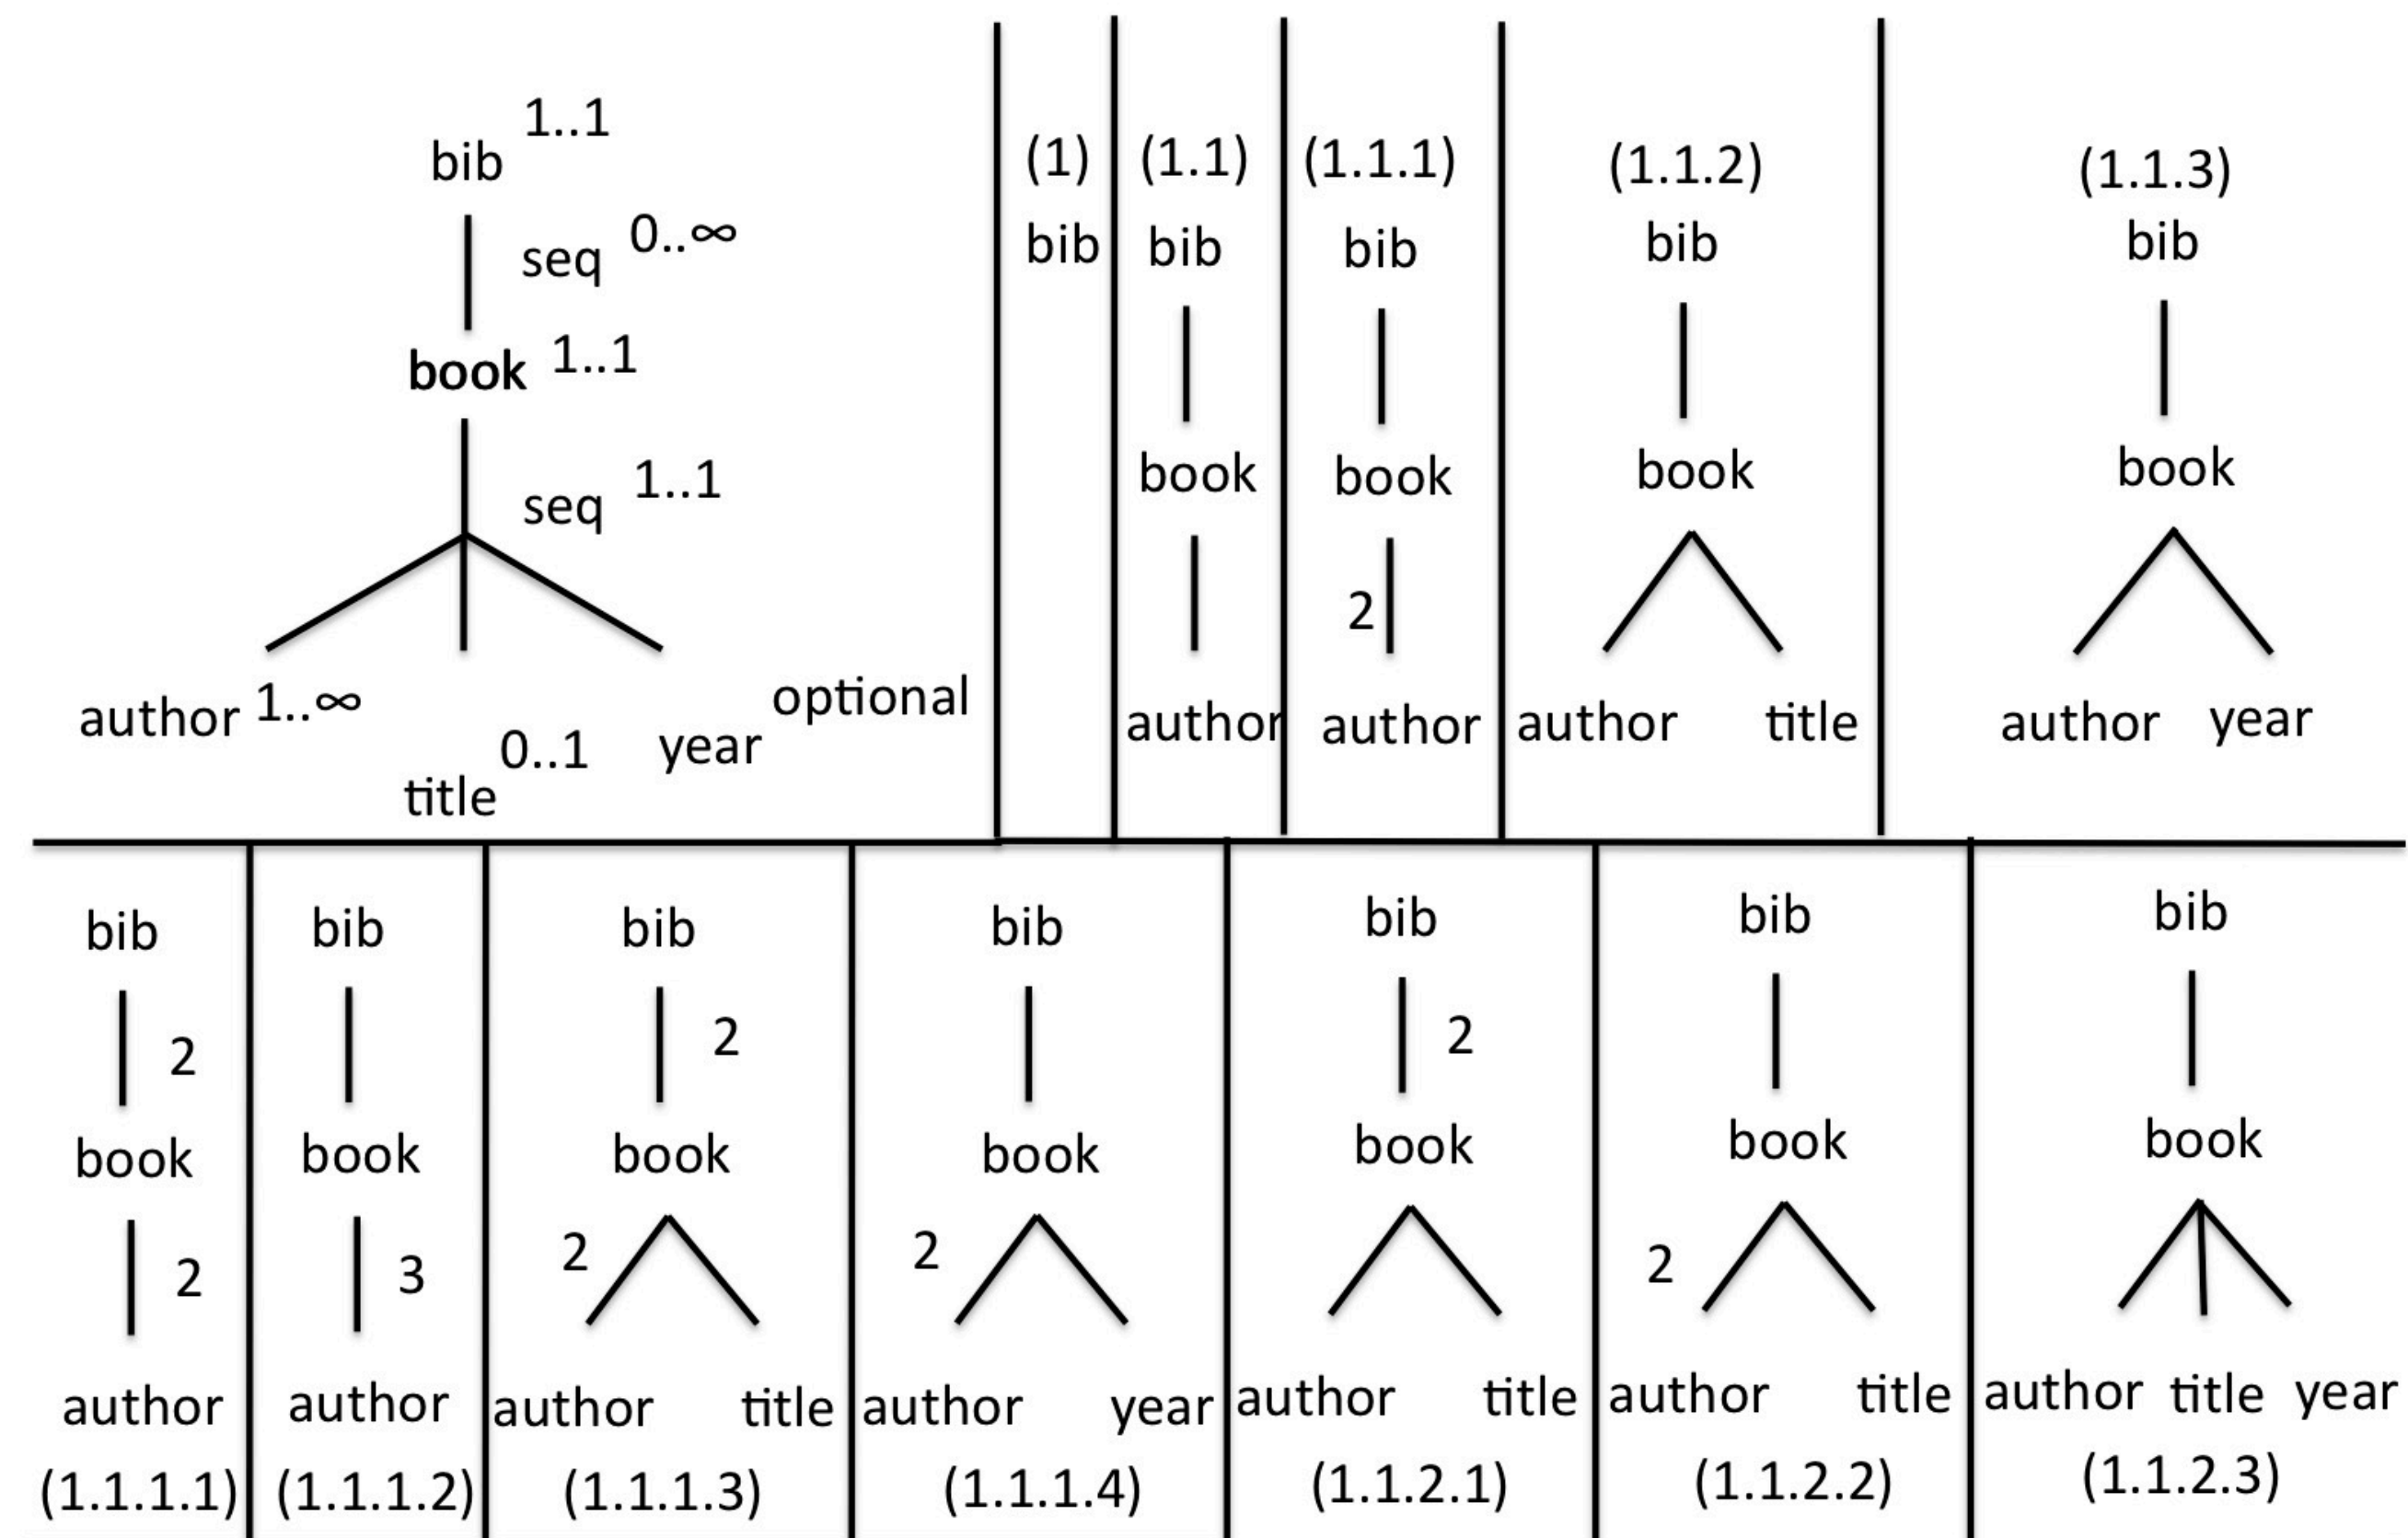 bib 1..1
seq 0..∞
book 1..1
seq 1..1
author 1..∞
title 0..1
year optional
(1)
bib
(1.1)
bib
book
author
(1.1.1)
bib
book
2
author
(1.1.2)
bib
book
author title
(1.1.3)
bib
book
author year
bib
2
book
2
author
(1.1.1.1)
bib
book
3
author
(1.1.1.2)
bib
2
book
2
author title
(1.1.1.3)
bib
book
2
author year
(1.1.1.4)
bib
2
book
author title
(1.1.2.1)
bib
book
2
author title
(1.1.2.2)
bib
book
author title year
(1.1.2.3)